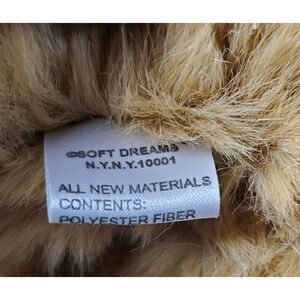 ©SOFT DREAMS
N.Y.N.Y.10001
ALL NEW MATERIALS
CONTENTS:
POLYESTER FIBER